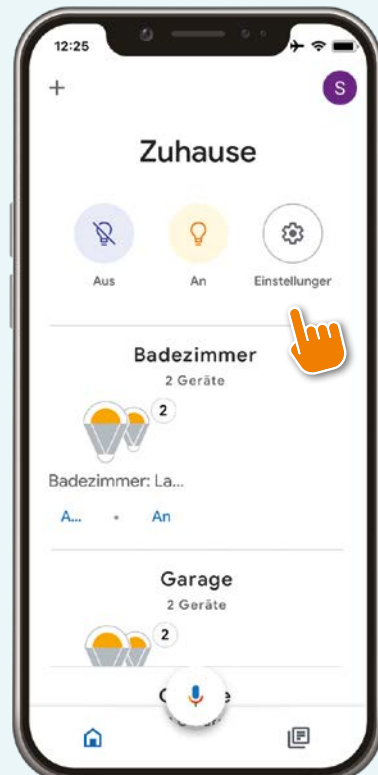 12:25
S
Zuhause
Aus An Einstellunger
Badezimmer
2 Geräte
2
Badezimmer: La...
A... • An
Garage
2 Geräte
2